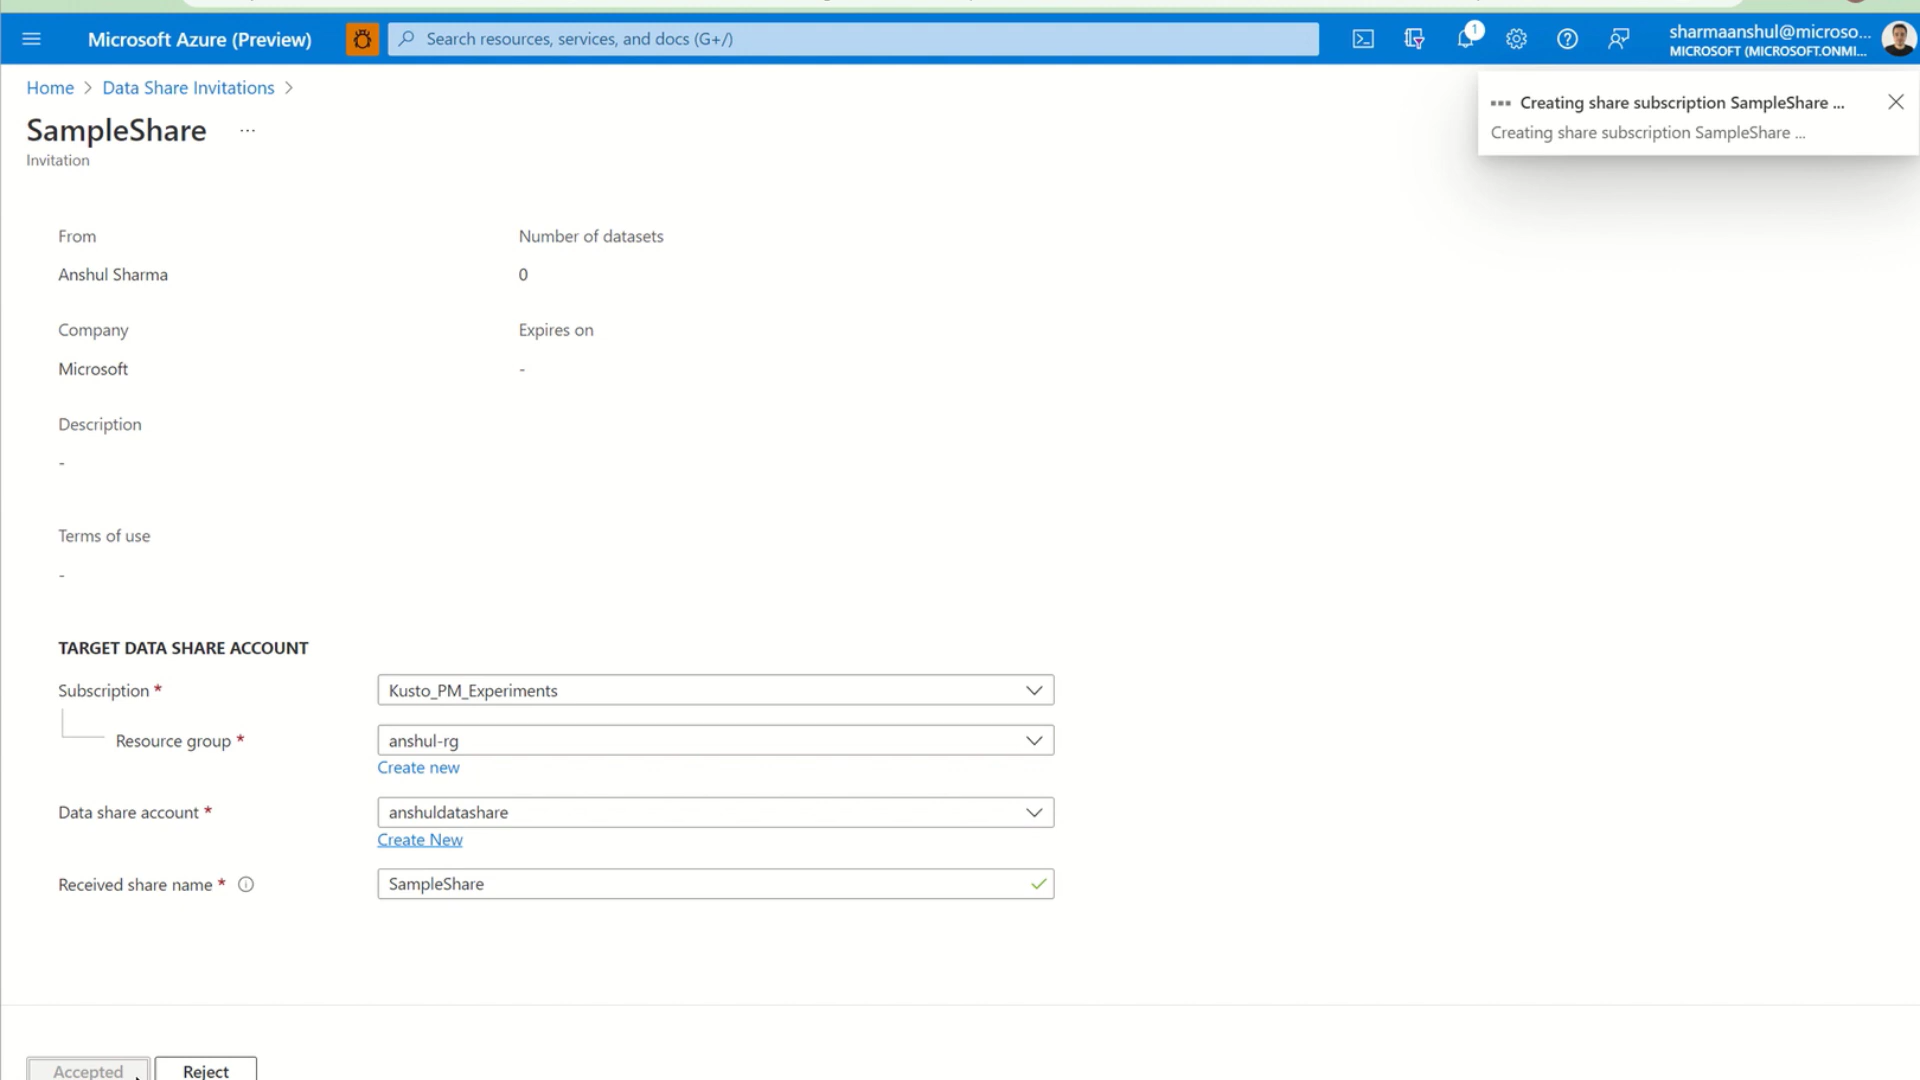 Microsoft Azure (Preview)
Search resources, services, and docs (G+/)
1
sharmaanshul@microso...
MICROSOFT (MICROSOFT.ONMI...
Home > Data Share Invitations >
SampleShare ...
Invitation
Creating share subscription SampleShare ...
Creating share subscription SampleShare ...
From
Anshul Sharma
Number of datasets
0
Company
Microsoft
Expires on
-
Description
-
Terms of use
-
TARGET DATA SHARE ACCOUNT
Subscription *
Kusto_PM_Experiments
Resource group *
anshul-rg
Create new
Data share account *
anshuldatashare
Create New
Received share name *
SampleShare
Accepted
Reject